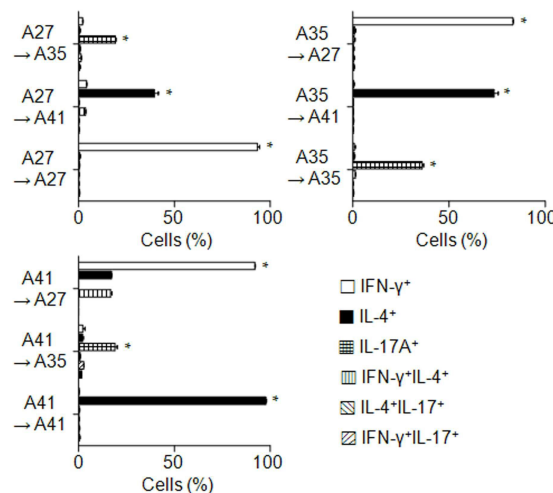 A27
→A35
*
A27
→A41
*
A27
→A27
*
0
50
100
Cells (%)
A35
→A27
*
A35
→A41
*
A35
→A35
*
0
50
100
Cells (%)
A41
→A27
*
A41
→A35
*
A41
→A41
*
0
50
100
Cells (%)
IFN-γ⁺
IL-4⁺
IL-17A⁺
IFN-γ⁺IL-4⁺
IL-4⁺IL-17⁺
IFN-γ⁺IL-17⁺